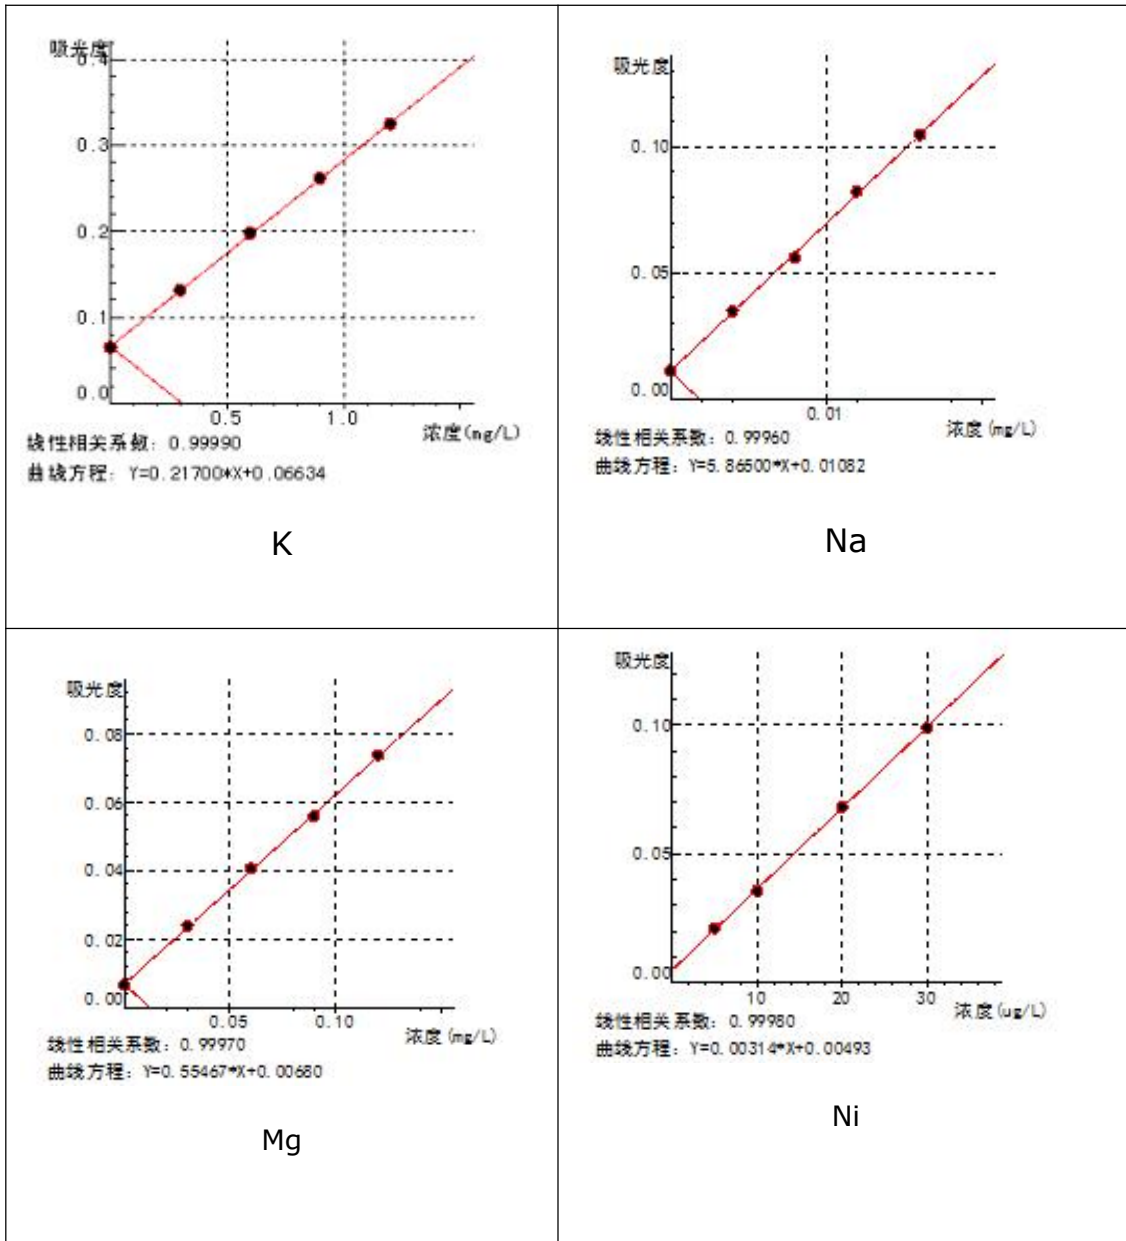 吸光度
0.4
0.3
0.2
0.1
0.0
0.5 1.0
浓度(mg/L)
线性相关系数: 0.99990
曲线方程: Y=0.21700*X+0.06634
K
吸光度
0.10
0.05
0.00
0.01
浓度(mg/L)
线性相关系数: 0.99960
曲线方程: Y=5.86500*X+0.01082
Na
吸光度
0.08
0.06
0.04
0.02
0.00
0.05 0.10
浓度(mg/L)
线性相关系数: 0.99970
曲线方程: Y=0.55467*X+0.00680
Mg
吸光度
0.10
0.05
0.00
10 20 30
浓度(ug/L)
线性相关系数: 0.99980
曲线方程: Y=0.00314*X+0.00493
Ni